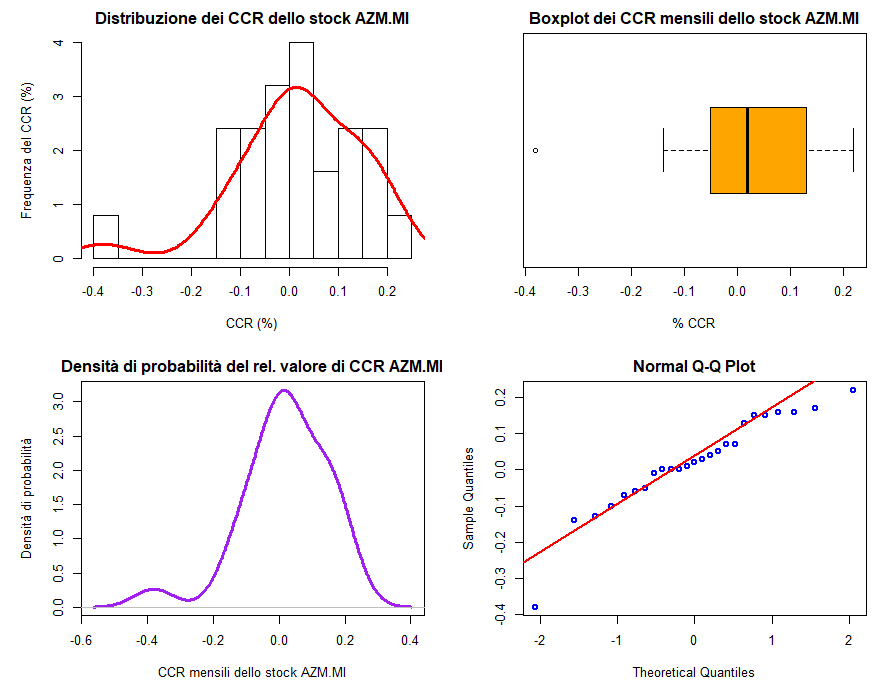 Distribuzione dei CCR dello stock AZM.MI
Frequenza del CCR (%)
4
3
2
1
0
-0.4 -0.3 -0.2 -0.1 0.0 0.1 0.2
CCR (%)
Boxplot dei CCR mensili dello stock AZM.MI
-0.4 -0.3 -0.2 -0.1 0.0 0.1 0.2
% CCR
Densità di probabilità del rel. valore di CCR AZM.MI
Densità di probabilità
3.0
2.5
2.0
1.5
1.0
0.5
0.0
-0.6 -0.4 -0.2 0.0 0.2 0.4
CCR mensili dello stock AZM.MI
Normal Q-Q Plot
Sample Quantiles
0.2
0.1
0.0
-0.1
-0.2
-0.3
-0.4
-2 -1 0 1 2
Theoretical Quantiles